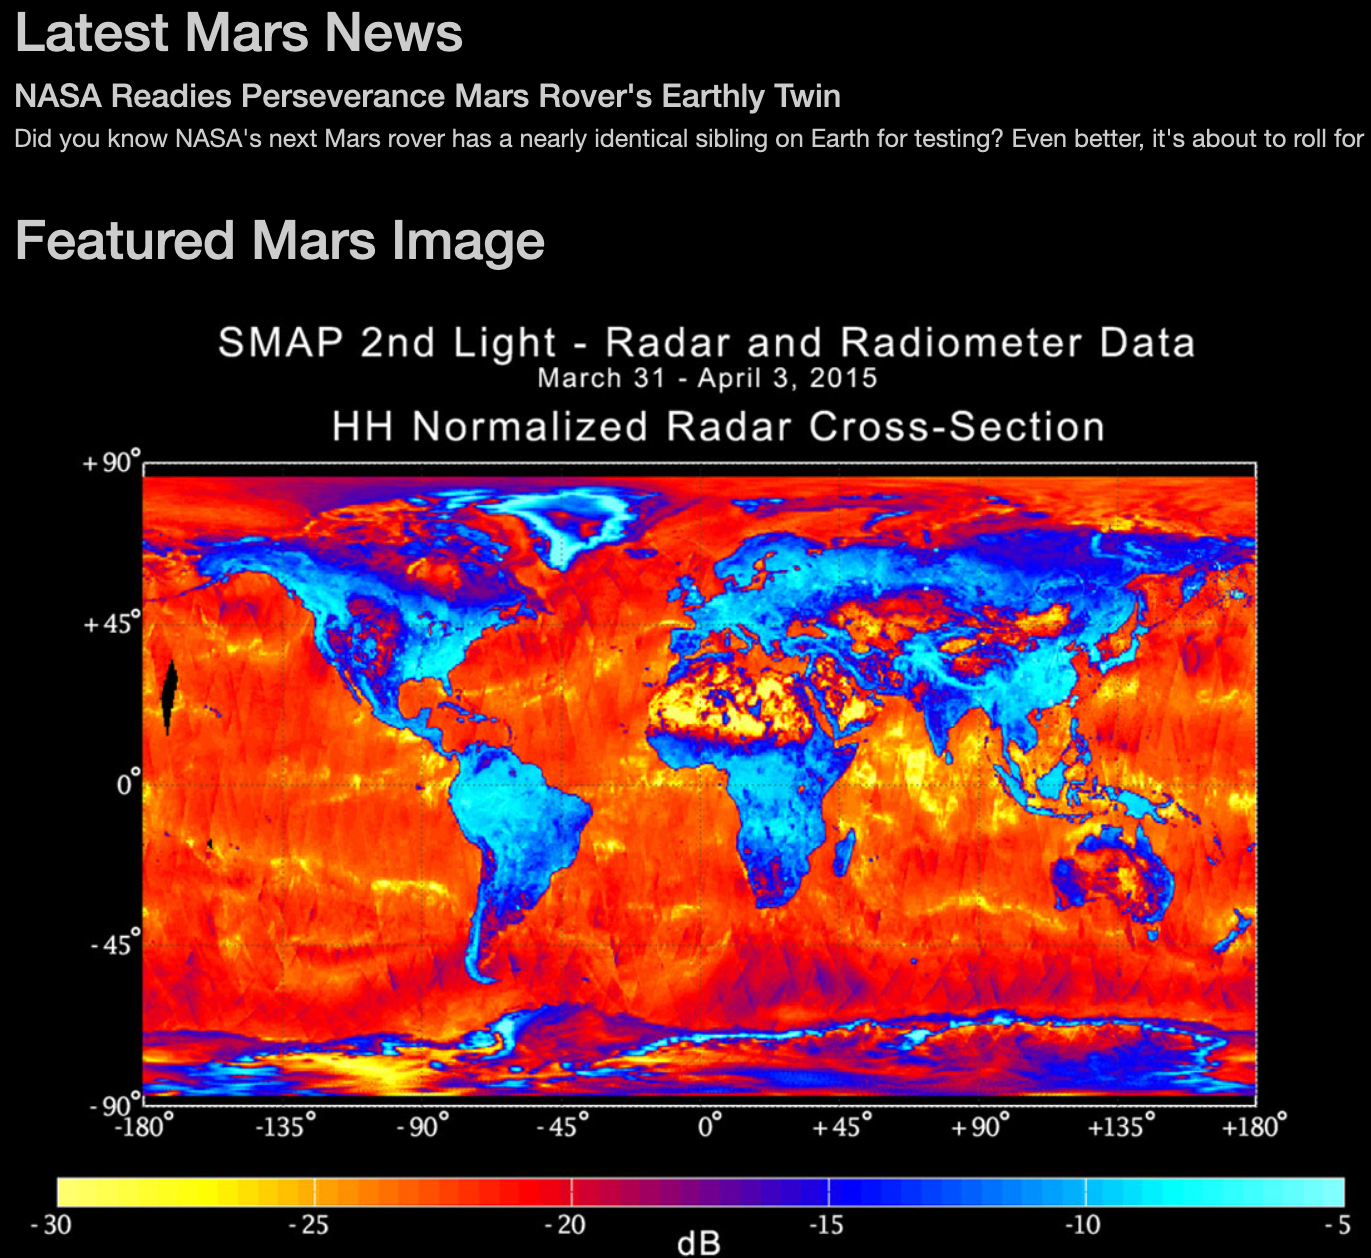 Latest Mars News
NASA Readies Perseverance Mars Rover's Earthly Twin
Did you know NASA's next Mars rover has a nearly identical sibling on Earth for testing? Even better, it's about to roll for
Featured Mars Image
SMAP 2nd Light - Radar and Radiometer Data
March 31 - April 3, 2015
HH Normalized Radar Cross-Section
+90°
+45°
0°
-45°
-90°
-180° -135° -90° -45° 0° +45° +90° +135° +180°
-30 -25 -20 -15 -10 -5
dB